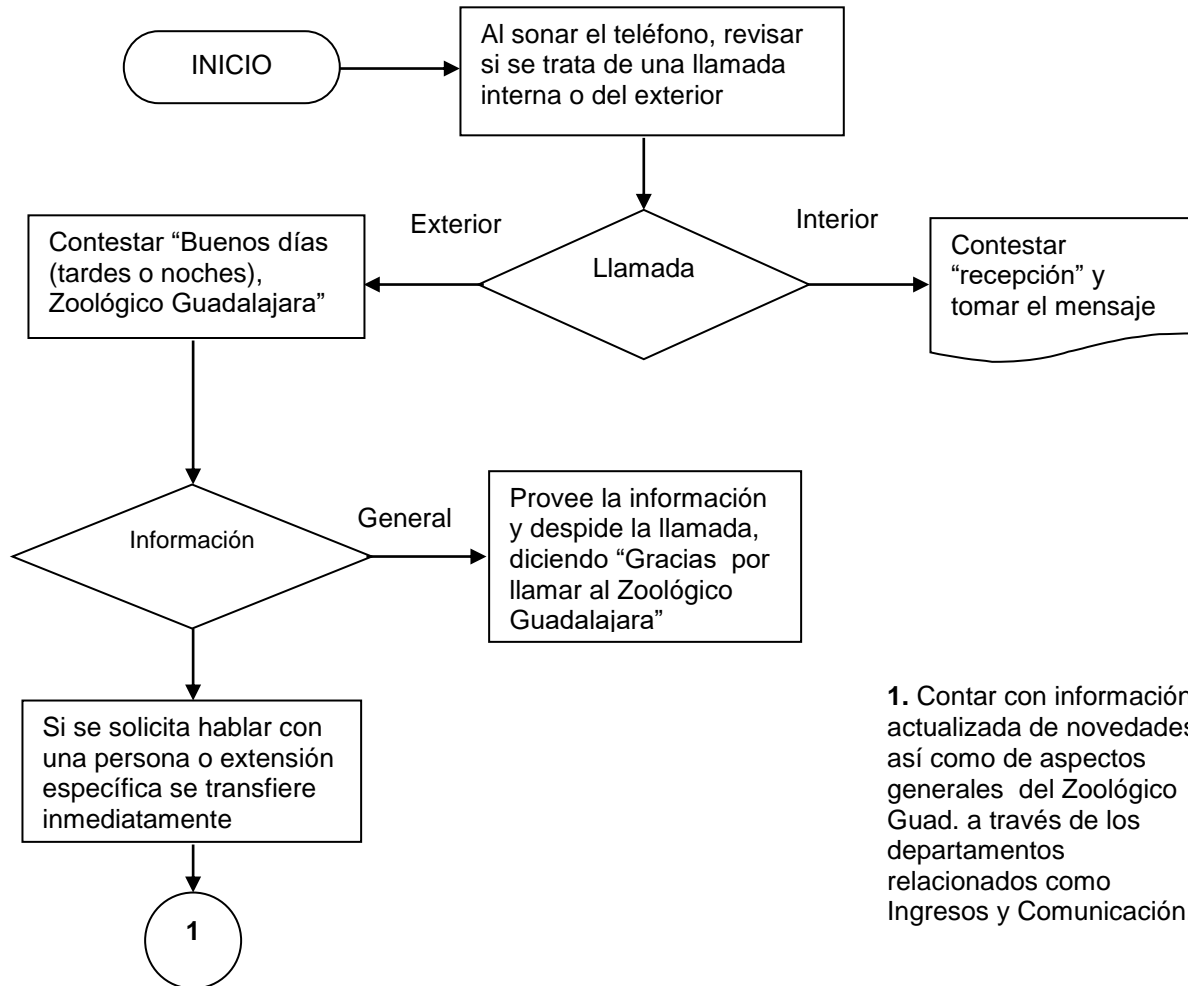 INICIO
Al sonar el teléfono, revisar
si se trata de una llamada
interna o del exterior
Exterior
Interior
Llamada
Contestar “Buenos días
(tardes o noches),
Zoológico Guadalajara”
Contestar
“recepción” y
tomar el mensaje
Información
General
Provee la información
y despide la llamada,
diciendo “Gracias por
llamar al Zoológico
Guadalajara”
Si se solicita hablar con
una persona o extensión
específica se transfiere
inmediatamente
1
1. Contar con información
actualizada de novedades
así como de aspectos
generales del Zoológico
Guad. a través de los
departamentos
relacionados como
Ingresos y Comunicación